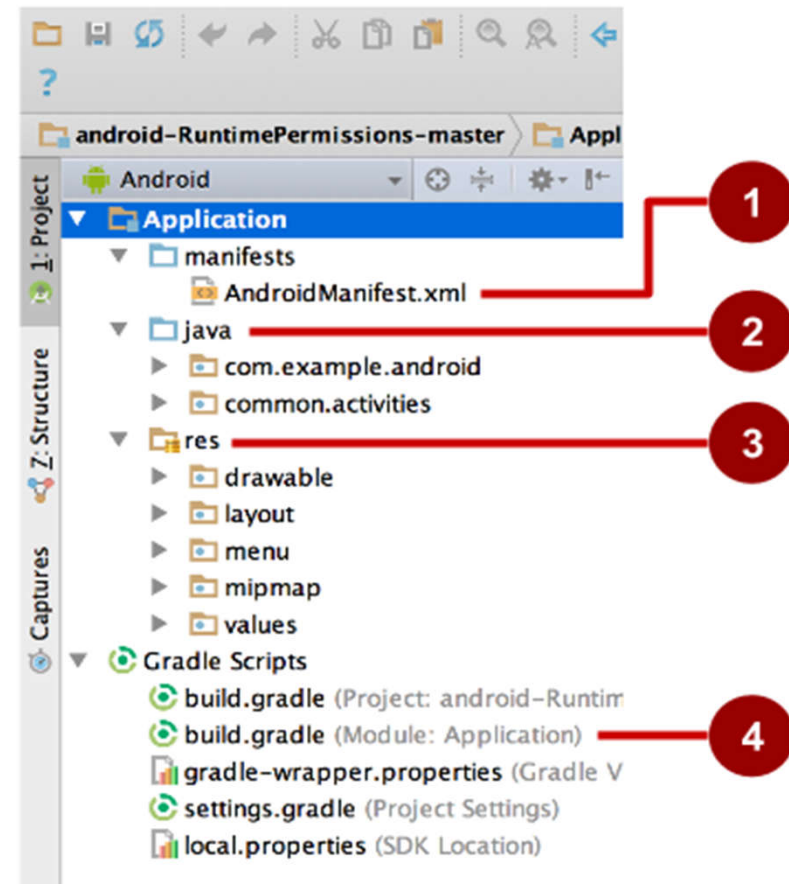 ?
android-RuntimePermissions-master Appl
1: Project
Android
Application
1
manifests
AndroidManifest.xml
java
2
com.example.android
common.activities
Z: Structure
res
3
drawable
layout
menu
mipmap
values
Captures
Gradle Scripts
build.gradle (Project: android-Runtim
build.gradle (Module: Application)
4
gradle-wrapper.properties (Gradle V
settings.gradle (Project Settings)
local.properties (SDK Location)